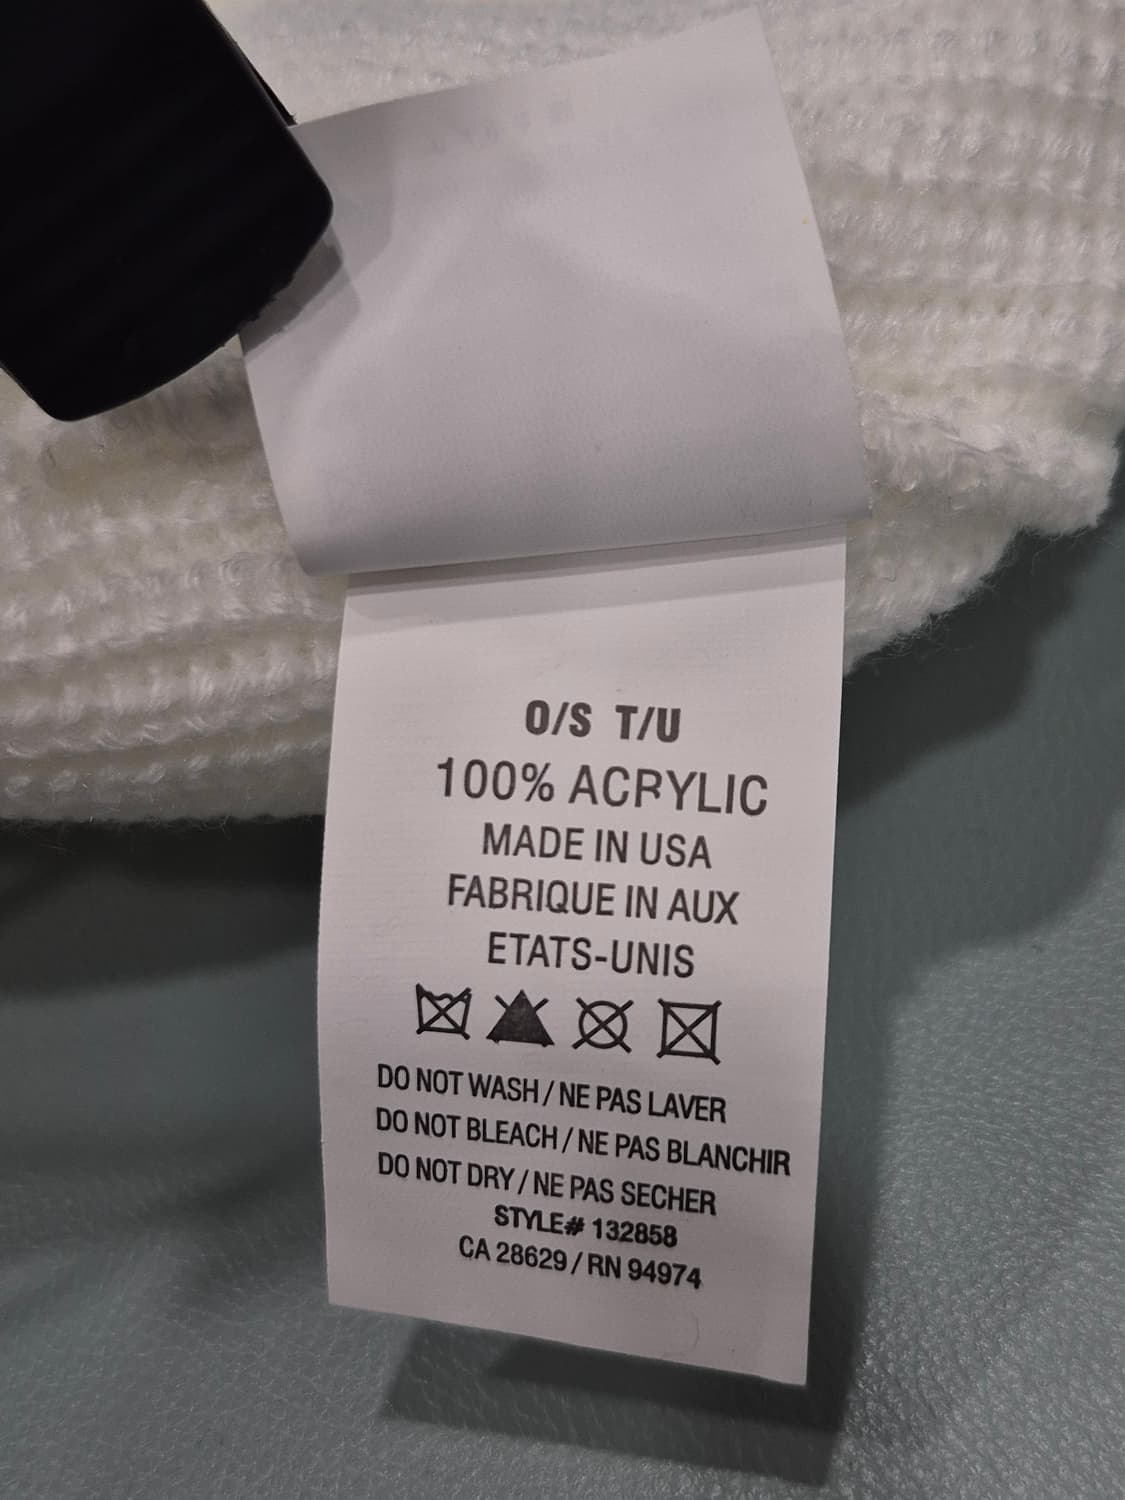 O/S T/U
100% ACRYLIC
MADE IN USA
FABRIQUE IN AUX
ETATS-UNIS
DO NOT WASH / NE PAS LAVER
DO NOT BLEACH / NE PAS BLANCHIR
DO NOT DRY / NE PAS SECHER
STYLE# 132858
CA 28629 / RN 94974